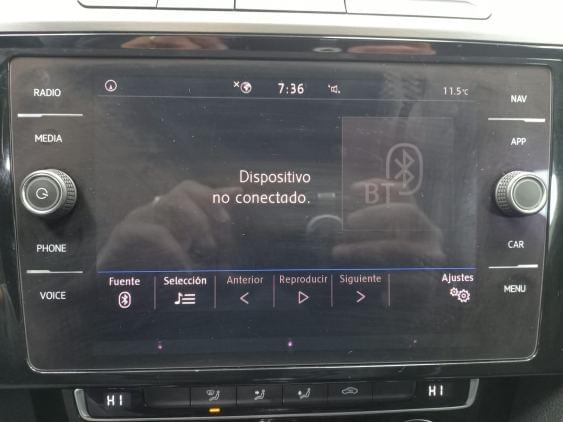 RADIO
MEDIA
PHONE
VOICE
7:36
11.5°C
Dispositivo
no conectado.
BT
Fuente Selección Anterior Reproducir Siguiente Ajustes
NAV
APP
CAR
MENU
HI HI